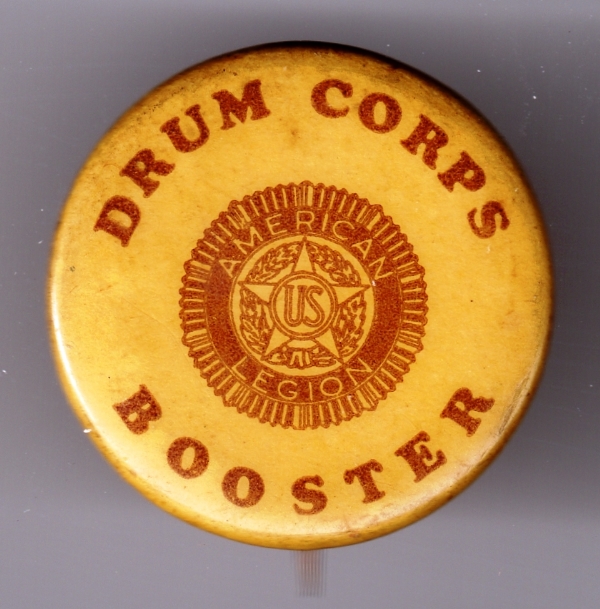 DRUM CORPS
AMERICAN
US
LEGION
BOOSTER